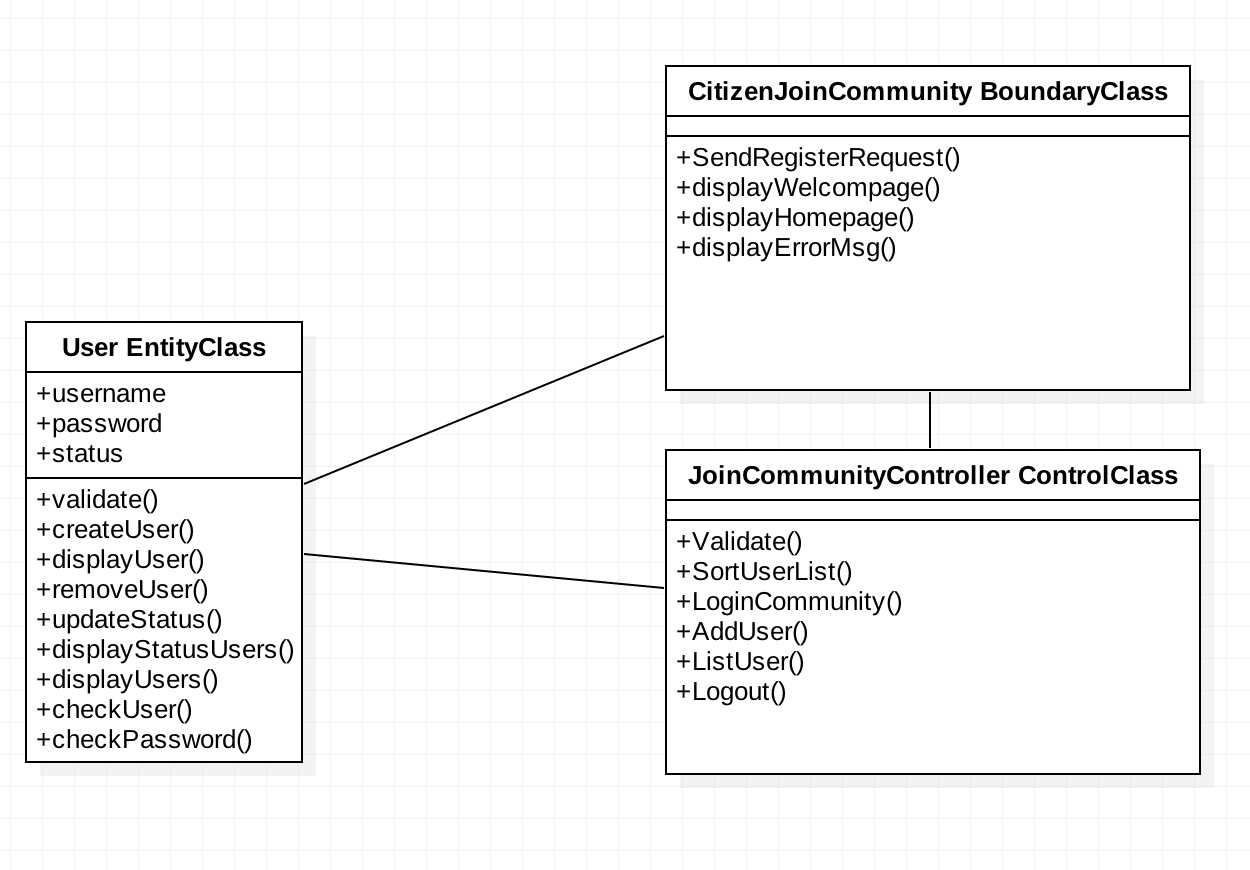 CitizenJoinCommunity BoundaryClass
+SendRegisterRequest()
+displayWelcompage()
+displayHomepage()
+displayErrorMsg()
User EntityClass
+username
+password
+status
+validate()
+createUser()
+displayUser()
+removeUser()
+updateStatus()
+displayStatusUsers()
+displayUsers()
+checkUser()
+checkPassword()
JoinCommunityController ControlClass
+Validate()
+SortUserList()
+LoginCommunity()
+AddUser()
+ListUser()
+Logout()